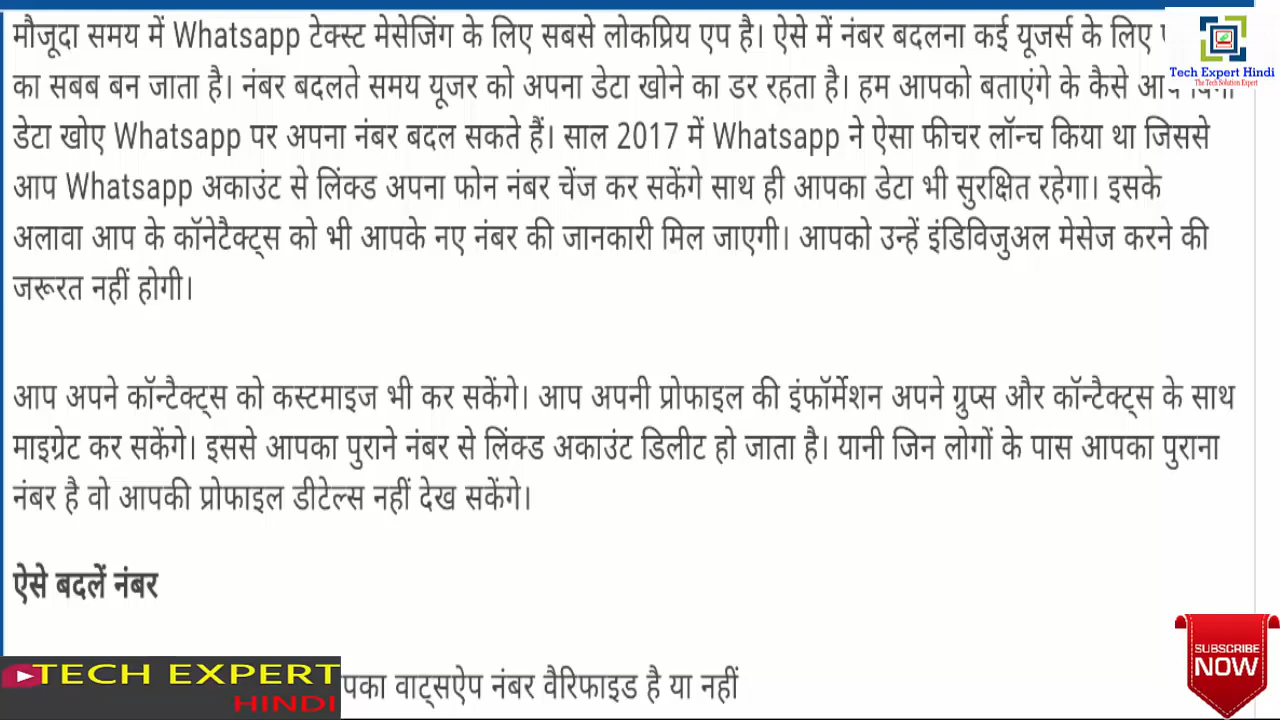 मौजूदा समय में Whatsapp टेक्स्ट मेसेजिंग के लिए सबसे लोकप्रिय एप है। ऐसे में नंबर बदलना कई यूजर्स के लिए
का सबब बन जाता है। नंबर बदलते समय यूजर को अपना डेटा खोने का डर रहता है। हम आपको बताएंगे के कैसे
डेटा खोए Whatsapp पर अपना नंबर बदल सकते हैं। साल 2017 में Whatsapp ने ऐसा फीचर लॉन्च किया था जिससे
आप Whatsapp अकाउंट से लिंक्ड अपना फोन नंबर चेंज कर सकेंगे साथ ही आपका डेटा भी सुरक्षित रहेगा। इसके
अलावा आप के कॉनेटैक्ट्स को भी आपके नए नंबर की जानकारी मिल जाएगी। आपको उन्हें इंडिविजुअल मेसेज करने की
जरूरत नहीं होगी।
आप अपने कॉन्टैक्ट्स को कस्टमाइज भी कर सकेंगे। आप अपनी प्रोफाइल की इंफॉर्मेशन अपने ग्रुप्स और कॉन्टैक्ट्स के साथ
माइग्रेट कर सकेंगे। इससे आपका पुराने नंबर से लिंक्ड अकाउंट डिलीट हो जाता है। यानी जिन लोगों के पास आपका पुराना
नंबर है वो आपकी प्रोफाइल डीटेल्स नहीं देख सकेंगे।
ऐसे बदलें नंबर
पका वाट्सऐप नंबर वैरिफाइड है या नहीं
Tech Expert Hindi
The Tech Solution Expert
SUBSCRIBE
NOW
TECH EXPERT
HINDI